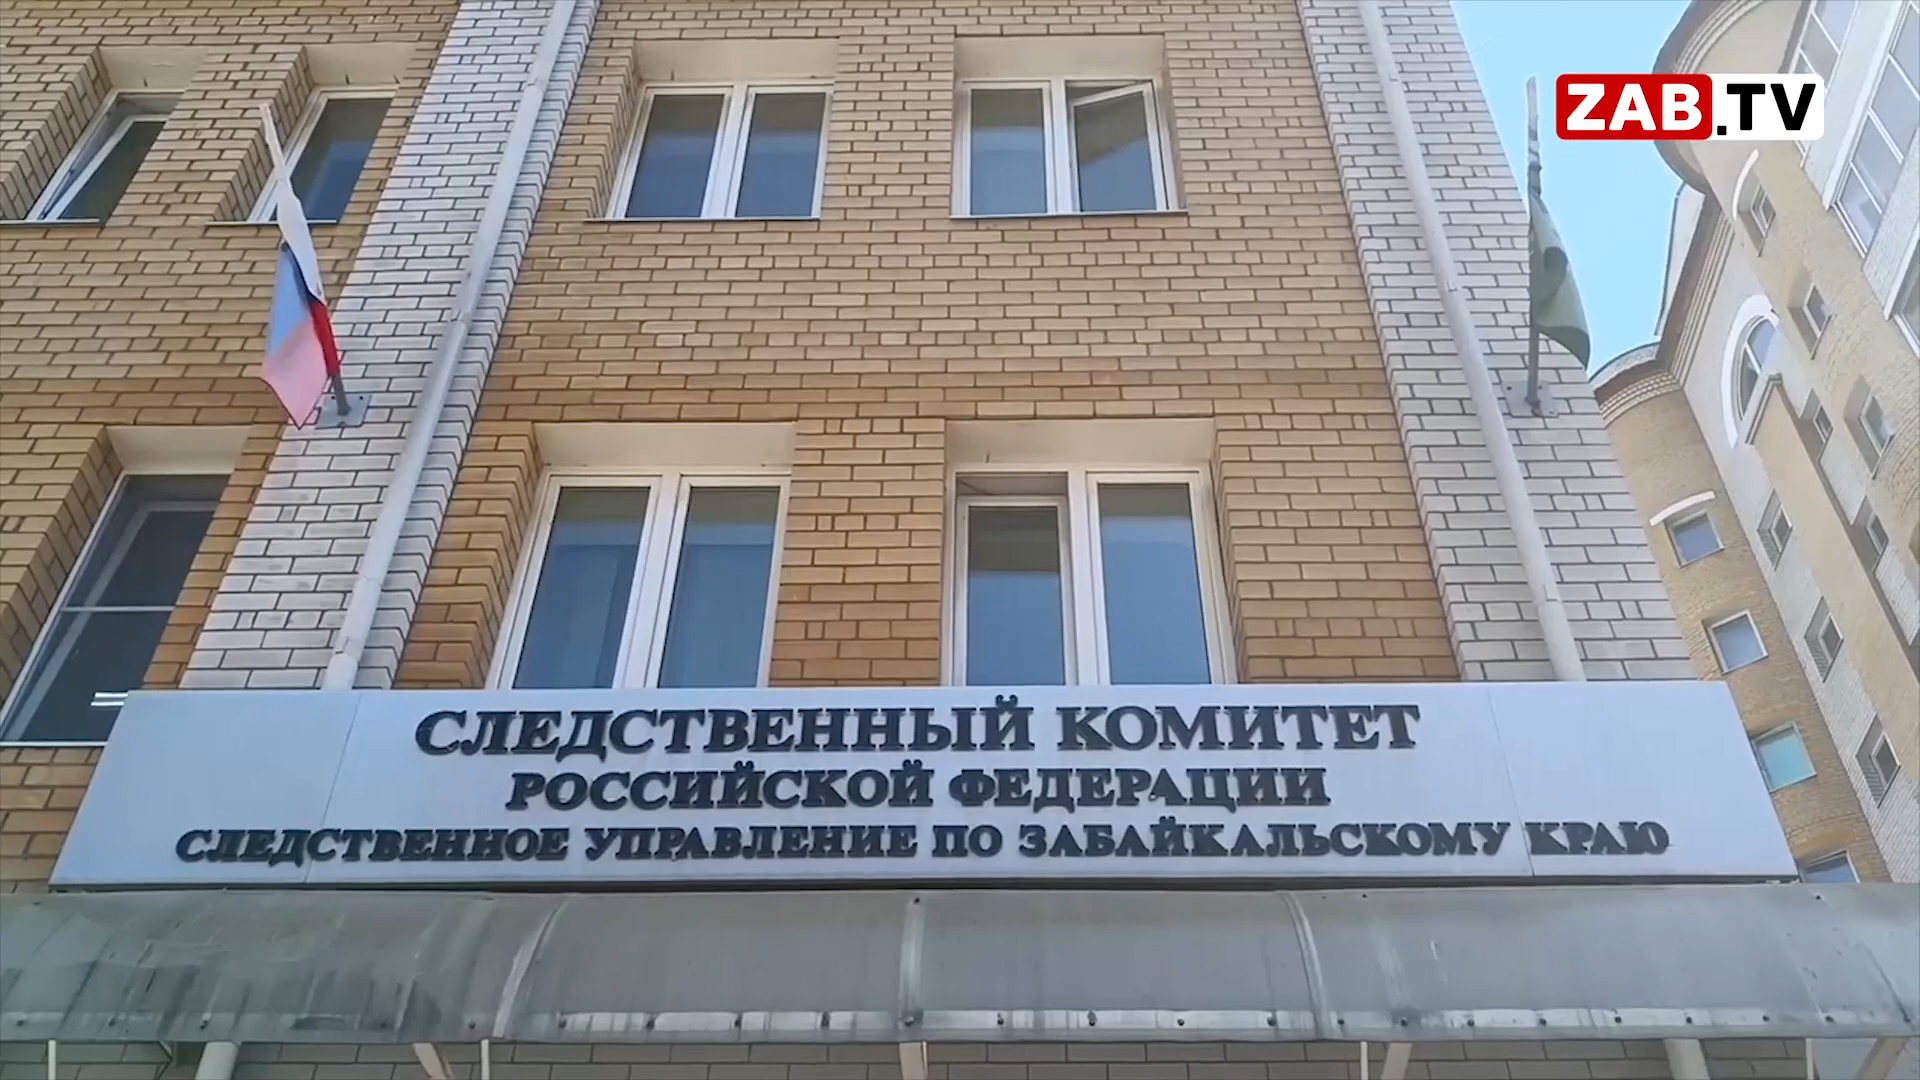 ZAB.TV
СЛЕДСТВЕННЫЙ КОМИТЕТ
РОССИЙСКОЙ ФЕДЕРАЦИИ
СЛЕДСТВЕННОЕ УПРАВЛЕНИЕ ПО ЗАБАЙКАЛЬСКОМУ КРАЮ